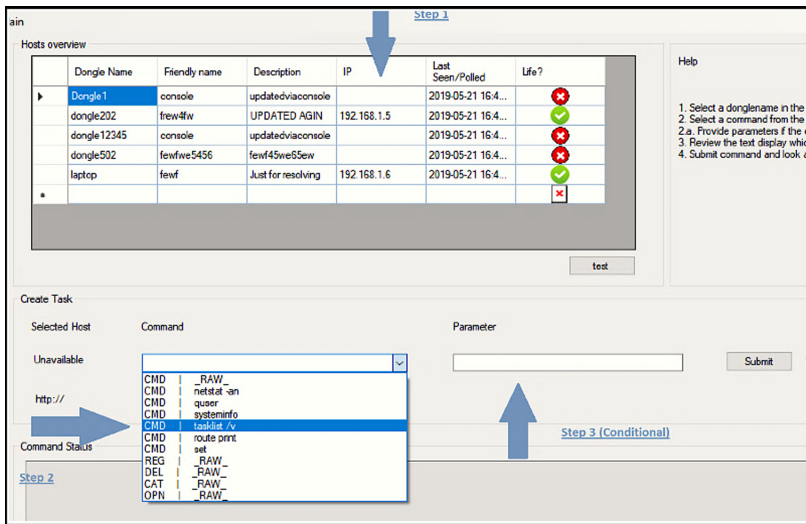 Step 1
ain
Hosts overview
Dongle Name Friendly name Description IP Last Seen/Polled Life?
Dongle1 console updatedviaconsole 2019-05-21 16:4...
dongle202 frew4fw UPDATED AGIN 192.168.1.5 2019-05-21 16:4...
dongle12345 console updatedviaconsole 2019-05-21 16:4...
dongle502 fewfwe5456 fewf45we65ew 2019-05-21 16:4...
laptop fewf Just for resolving 192.168.1.6 2019-05-21 16:4...
test
Help
1. Select a donglename in the
2. Select a command from the
2.a. Provide parameters if the
3. Review the text display
4. Submit command and look
Create Task
Selected Host Command Parameter
Unavailable Submit
http://
CMD | _RAW_
CMD | netstat -an
CMD | quser
CMD | systeminfo
CMD | tasklist /v
CMD | route print
CMD | set
REG | _RAW_
DEL | _RAW_
CAT | _RAW_
OPN | _RAW_
Step 3 (Conditional)
Command Status
Step 2